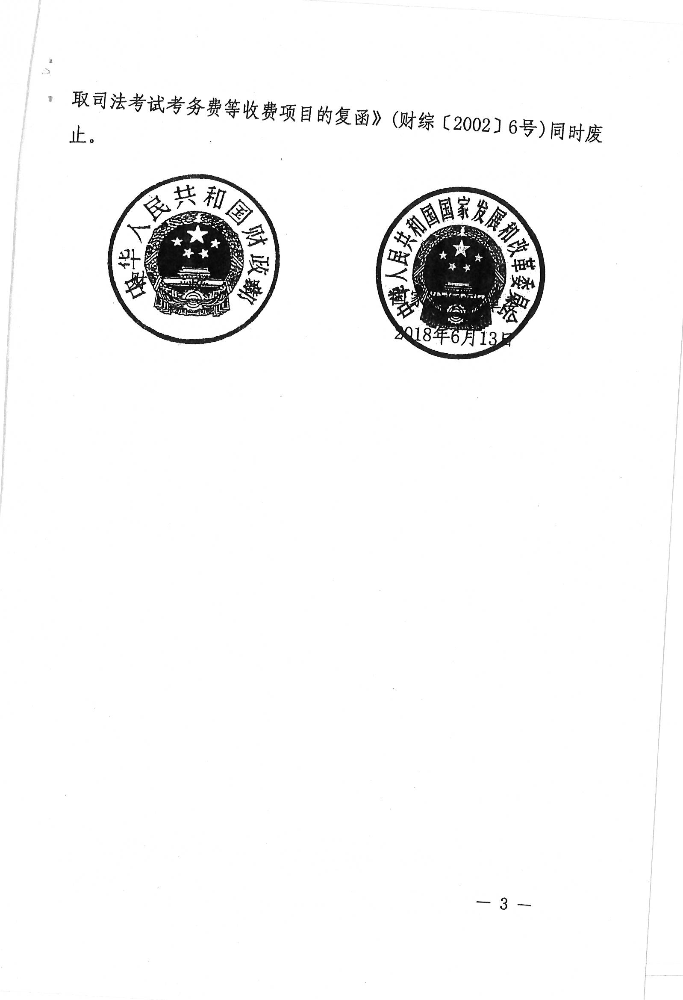 取司法考试考务费等收费项目的复函》(财综〔2002〕6号)同时废
止。
中华人民共和国财政部
中华人民共和国国家发展和改革委员会
2018年6月13日
— 3 —